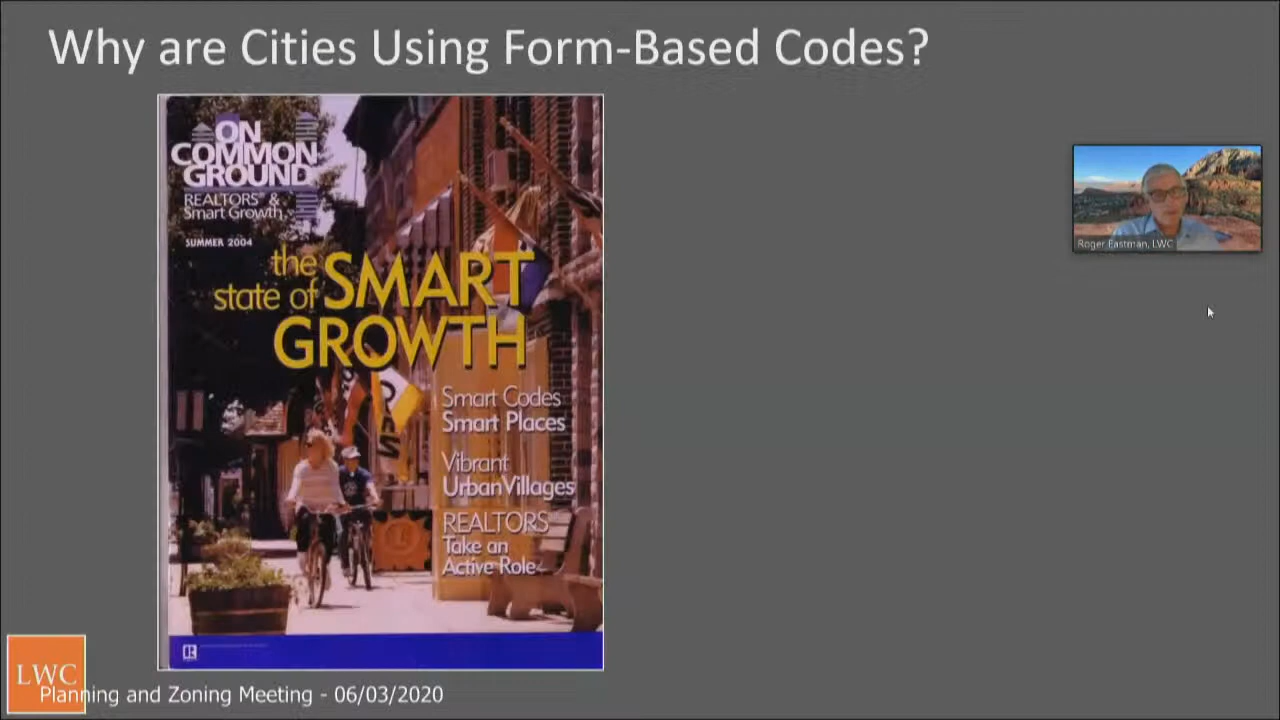 Why are Cities Using Form-Based Codes?
ON
COMMON
GROUND
REALTORS® &
Smart Growth
SUMMER 2004
the
state of SMART
GROWTH
Smart Codes
Smart Places
Vibrant
Urban Villages
REALTORS
Take an
Active Role
Roger Eastman, LWC
LWC
Planning and Zoning Meeting - 06/03/2020